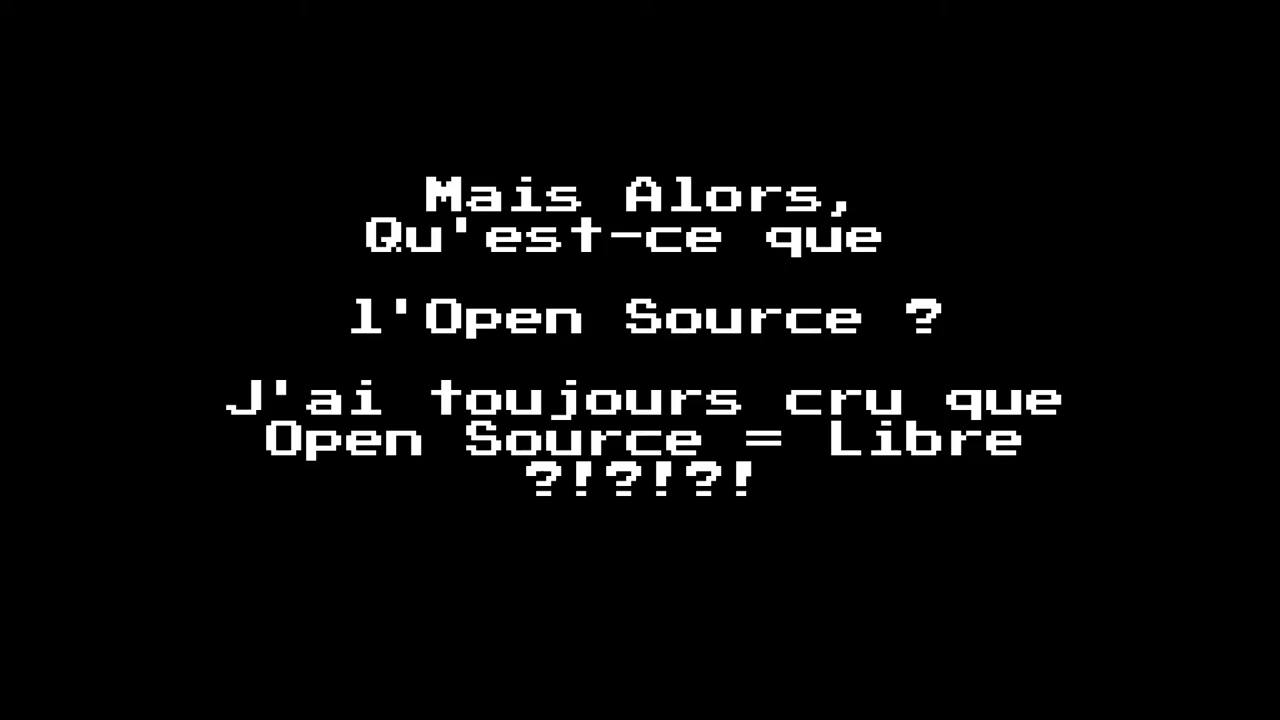 Mais Alors,
Qu'est-ce que
l'Open Source ?
J'ai toujours cru que
Open Source = Libre
?!?!?!